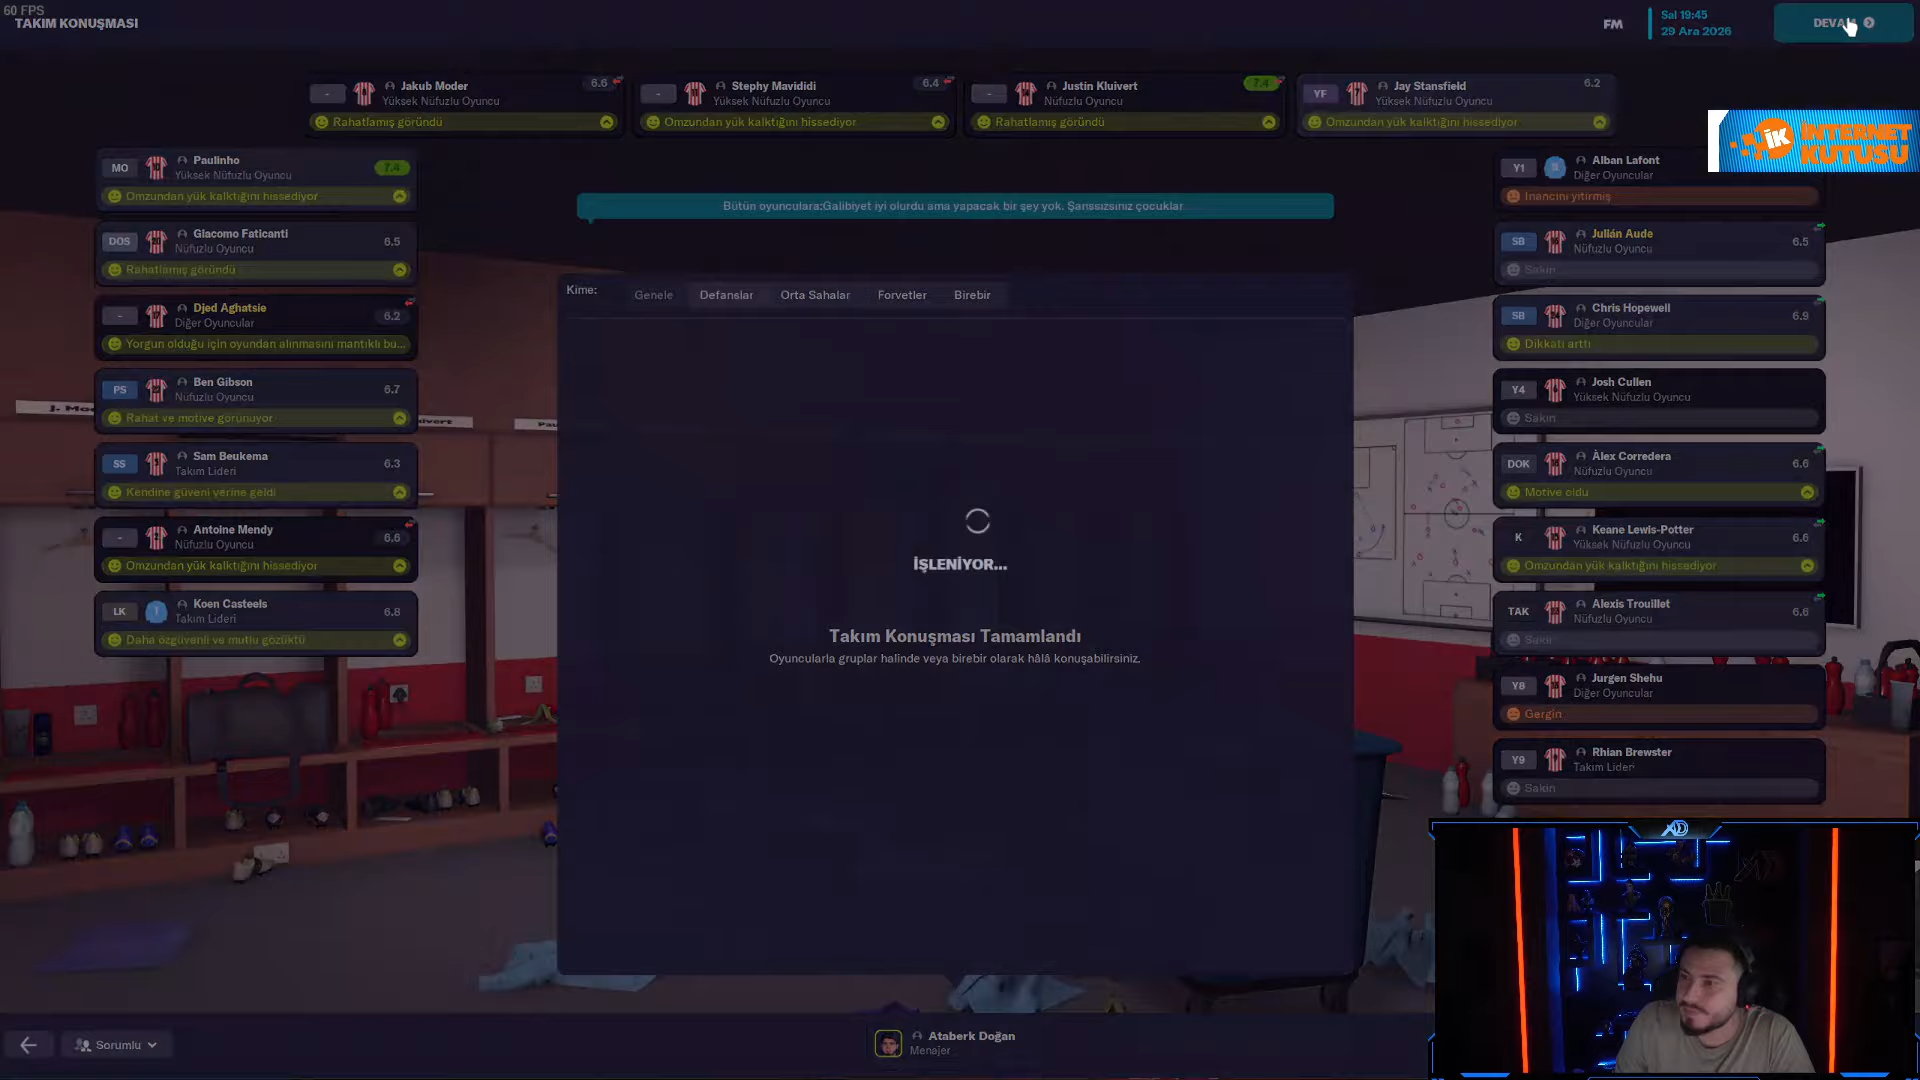 60 FPS
TAKIM KONUŞMASI
FM
Sal 19:45
29 Ara 2026
Jakub Moder
6.6
Yüksek Nüfuzlu Oyuncu
Rahatlamış göründü
Stephy Mavididi
6.4
Yüksek Nüfuzlu Oyuncu
Omzundan yük kalktığını hissediyor
Justin Kluivert
7.4
Nüfuzlu Oyuncu
Rahatlamış göründü
YF
Jay Stansfield
6.2
Yüksek Nüfuzlu Oyuncu
Omzundan yük kalktığını hissediyor
iK İNTERNET
KUTUSU
MO
Paulinho
7.4
Yüksek Nüfuzlu Oyuncu
Omzundan yük kalktığını hissediyor
DOS
Giacomo Faticanti
6.5
Nüfuzlu Oyuncu
Rahatlamış göründü
Djed Aghatsie
6.2
Diğer Oyuncular
Yorgun olduğu için oyundan alınmasını mantıklı bu...
PS
Ben Gibson
6.7
Nüfuzlu Oyuncu
Rahat ve motive görünüyor
SS
Sam Beukema
6.3
Takım Lideri
Kendine güveni yerine geldi
Antoine Mendy
6.6
Nüfuzlu Oyuncu
Omzundan yük kalktığını hissediyor
LK
Koen Casteels
6.8
Takım Lideri
Daha özgüvenli ve mutlu gözüktü
Bütün oyunculara:Galibiyet iyi olurdu ama yapacak bir şey yok. Şanssızsınız çocuklar
Kime:
Genele
Defanslar
Orta Sahalar
Forvetler
Birebir
İŞLENİYOR...
Takım Konuşması Tamamlandı
Oyuncularla gruplar halinde veya birebir olarak hâlâ konuşabilirsiniz.
Y1
Alban Lafont
Diğer Oyuncular
İnancını yitirmiş
SB
Julián Aude
6.5
Nüfuzlu Oyuncu
Sakin
SB
Chris Hopewell
6.9
Diğer Oyuncular
Dikkati arttı
Y4
Josh Cullen
Yüksek Nüfuzlu Oyuncu
Sakin
DOK
Álex Corredera
6.6
Nüfuzlu Oyuncu
Motive oldu
K
Keane Lewis-Potter
6.6
Yüksek Nüfuzlu Oyuncu
Omzundan yük kalktığını hissediyor
TAK
Alexis Trouillet
6.6
Nüfuzlu Oyuncu
Sakin
Y8
Jurgen Shehu
Diğer Oyuncular
Gergin
Y9
Rhian Brewster
Takım Lideri
Sakin
Sorumlu
Ataberk Doğan
Menajer